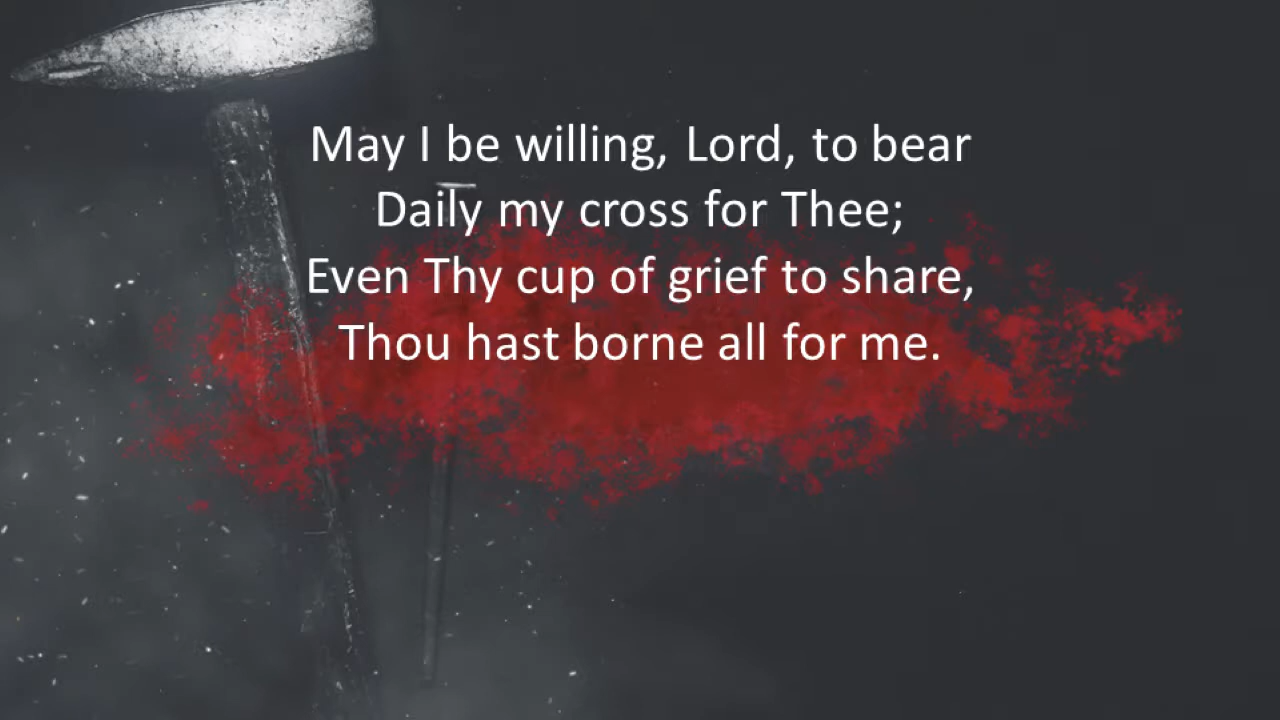 May I be willing, Lord, to bear
Daily my cross for Thee;
Even Thy cup of grief to share,
Thou hast borne all for me.